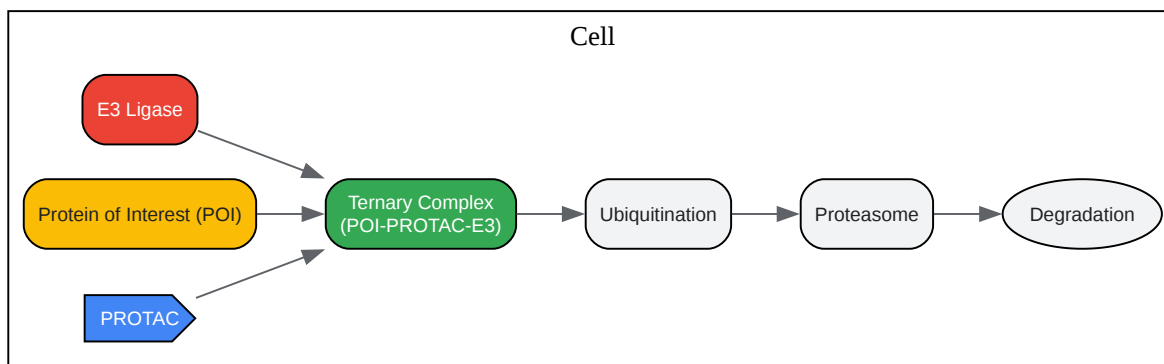 Cell
E3 Ligase
Protein of Interest (POI)
PROTAC
Ternary Complex
(POI-PROTAC-E3)
Ubiquitination
Proteasome
Degradation